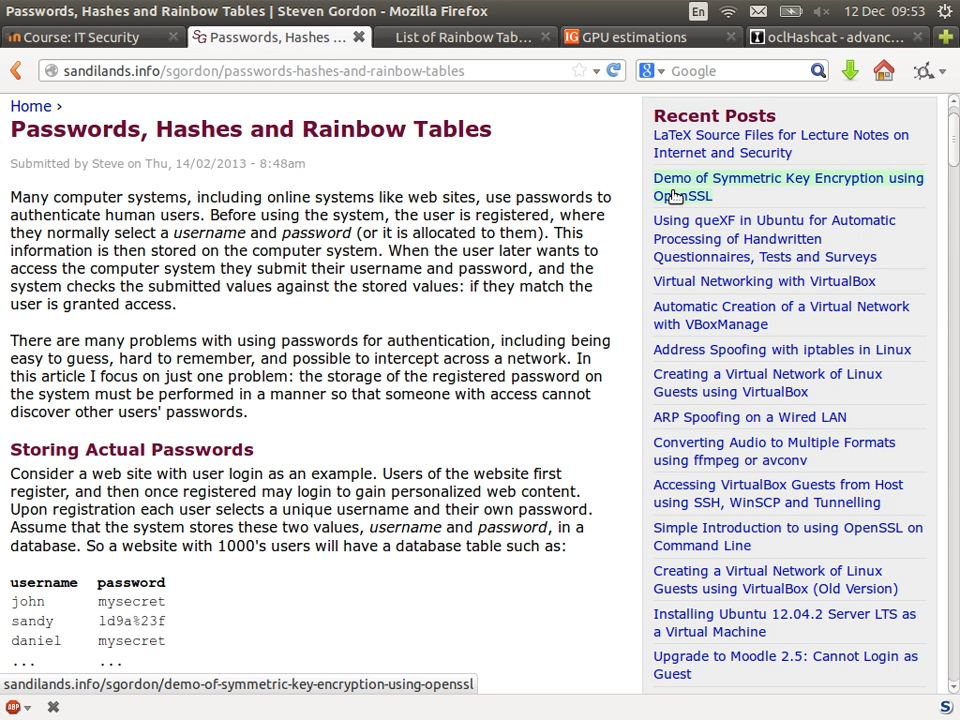 Passwords, Hashes and Rainbow Tables | Steven Gordon - Mozilla Firefox
En
12 Dec 09:53
Course: IT Security
Passwords, Hashes ...
List of Rainbow Tab...
GPU estimations
oclHashcat - advanc...
sandilands.info/sgordon/passwords-hashes-and-rainbow-tables
Google
Home ›
Passwords, Hashes and Rainbow Tables
Submitted by Steve on Thu, 14/02/2013 - 8:48am
Many computer systems, including online systems like web sites, use passwords to
authenticate human users. Before using the system, the user is registered, where
they normally select a username and password (or it is allocated to them). This
information is then stored on the computer system. When the user later wants to
access the computer system they submit their username and password, and the
system checks the submitted values against the stored values: if they match the
user is granted access.
There are many problems with using passwords for authentication, including being
easy to guess, hard to remember, and possible to intercept across a network. In
this article I focus on just one problem: the storage of the registered password on
the system must be performed in a manner so that someone with access cannot
discover other users' passwords.
Storing Actual Passwords
Consider a web site with user login as an example. Users of the website first
register, and then once registered may login to gain personalized web content.
Upon registration each user selects a unique username and their own password.
Assume that the system stores these two values, username and password, in a
database. So a website with 1000's users will have a database table such as:
username password
john mysecret
sandy ld9a%23f
daniel mysecret
... ...
Recent Posts
LaTeX Source Files for Lecture Notes on
Internet and Security
Demo of Symmetric Key Encryption using
OpenSSL
Using queXF in Ubuntu for Automatic
Processing of Handwritten
Questionnaires, Tests and Surveys
Virtual Networking with VirtualBox
Automatic Creation of a Virtual Network
with VBoxManage
Address Spoofing with iptables in Linux
Creating a Virtual Network of Linux
Guests using VirtualBox
ARP Spoofing on a Wired LAN
Converting Audio to Multiple Formats
using ffmpeg or avconv
Accessing VirtualBox Guests from Host
using SSH, WinSCP and Tunnelling
Simple Introduction to using OpenSSL on
Command Line
Creating a Virtual Network of Linux
Guests using VirtualBox (Old Version)
Installing Ubuntu 12.04.2 Server LTS as
a Virtual Machine
Upgrade to Moodle 2.5: Cannot Login as
Guest
sandilands.info/sgordon/demo-of-symmetric-key-encryption-using-openssl
ABP
S